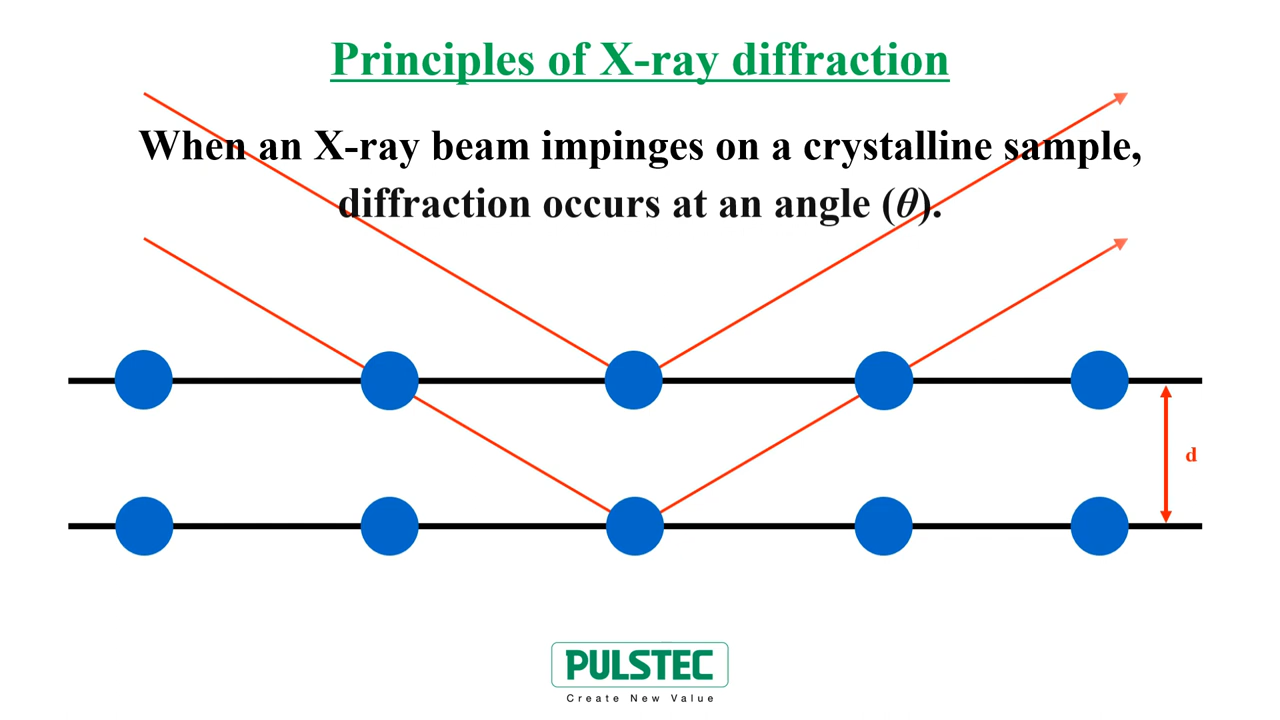 Principles of X-ray diffraction
When an X-ray beam impinges on a crystalline sample,
diffraction occurs at an angle (θ).
d
PULSTEC
Create New Value